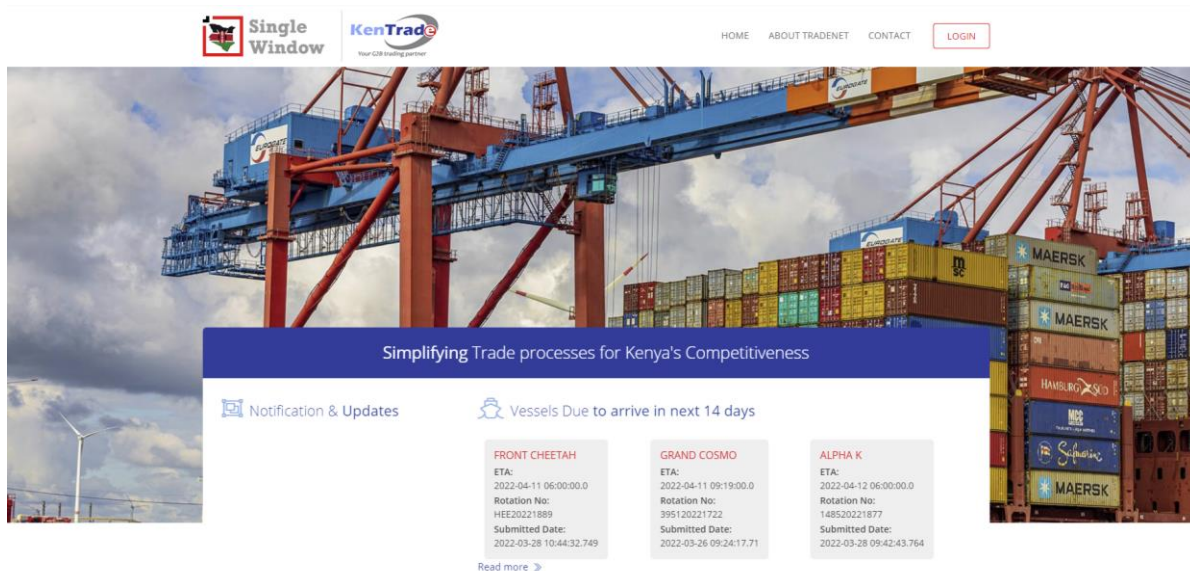 Single
Window
KenTrade
Your G2B trading partner
HOME ABOUT TRADENET CONTACT LOGIN
EUROGATE
EUROGATE
EUROGATE
MAERSK
m
sc
MAERSK
HAMBURG SÜD
MCC
Safmarine
MAERSK
Simplifying Trade processes for Kenya's Competitiveness
Notification & Updates
Vessels Due to arrive in next 14 days
FRONT CHEETAH
ETA:
2022-04-11 06:00:00.0
Rotation No:
HEE20221889
Submitted Date:
2022-03-28 10:44:32.749
GRAND COSMO
ETA:
2022-04-11 09:19:00.0
Rotation No:
395120221722
Submitted Date:
2022-03-26 09:24:17.71
ALPHA K
ETA:
2022-04-12 06:00:00.0
Rotation No:
148520221877
Submitted Date:
2022-03-28 09:42:43.764
Read more